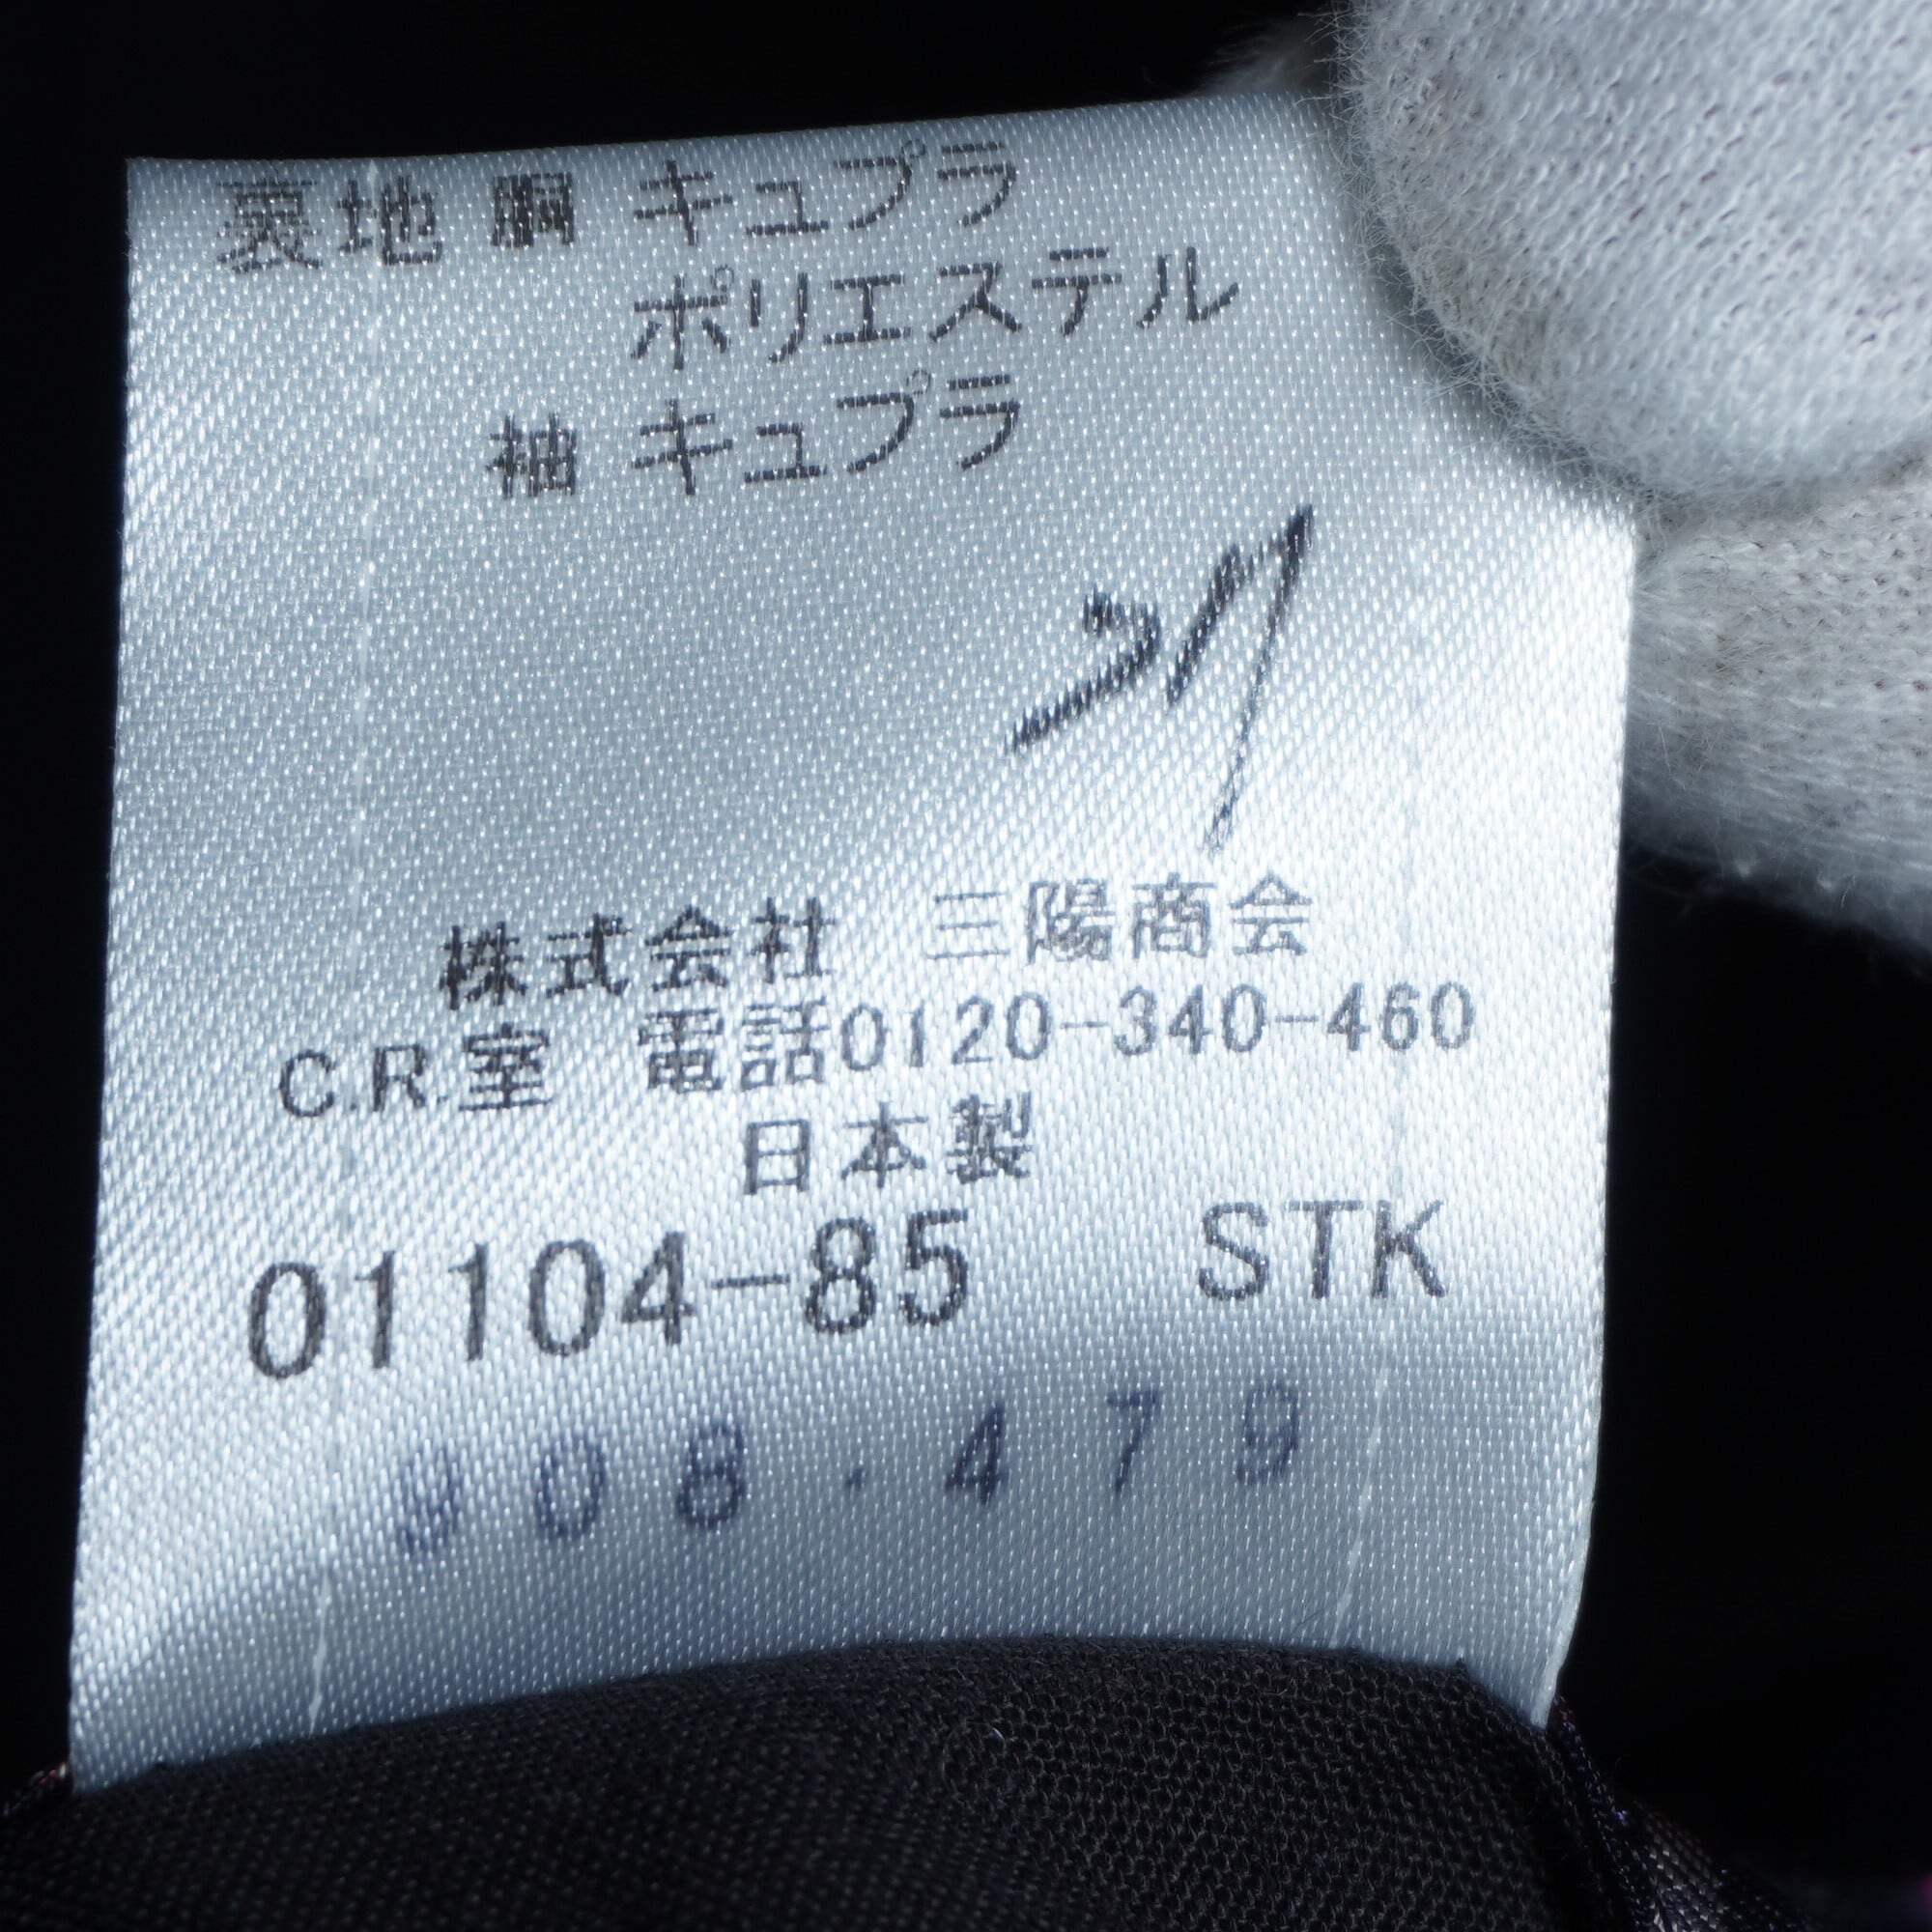 裏地 胴 キュプラ
ポリエステル
袖 キュプラ
株式会社 三陽商会
C.R.室 電話0120-340-460
日本製
01104-85 STK
08.479